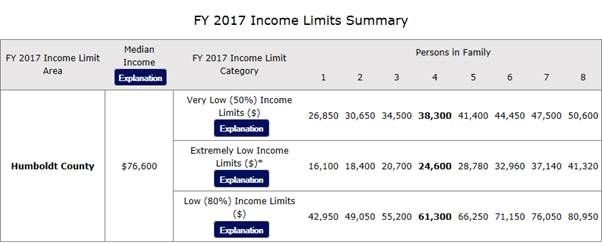 FY 2017 Income Limits Summary
FY 2017 Income Limit
Area
Median
Income
Explanation
FY 2017 Income Limit
Category
Persons in Family
1 2 3 4 5 6 7 8
Humboldt County
$76,600
Very Low (50%) Income
Limits ($)
Explanation
26,850 30,650 34,500 38,300 41,400 44,450 47,500 50,600
Extremely Low Income
Limits ($)*
Explanation
16,100 18,400 20,700 24,600 28,780 32,960 37,140 41,320
Low (80%) Income Limits
($)
Explanation
42,950 49,050 55,200 61,300 66,250 71,150 76,050 80,950